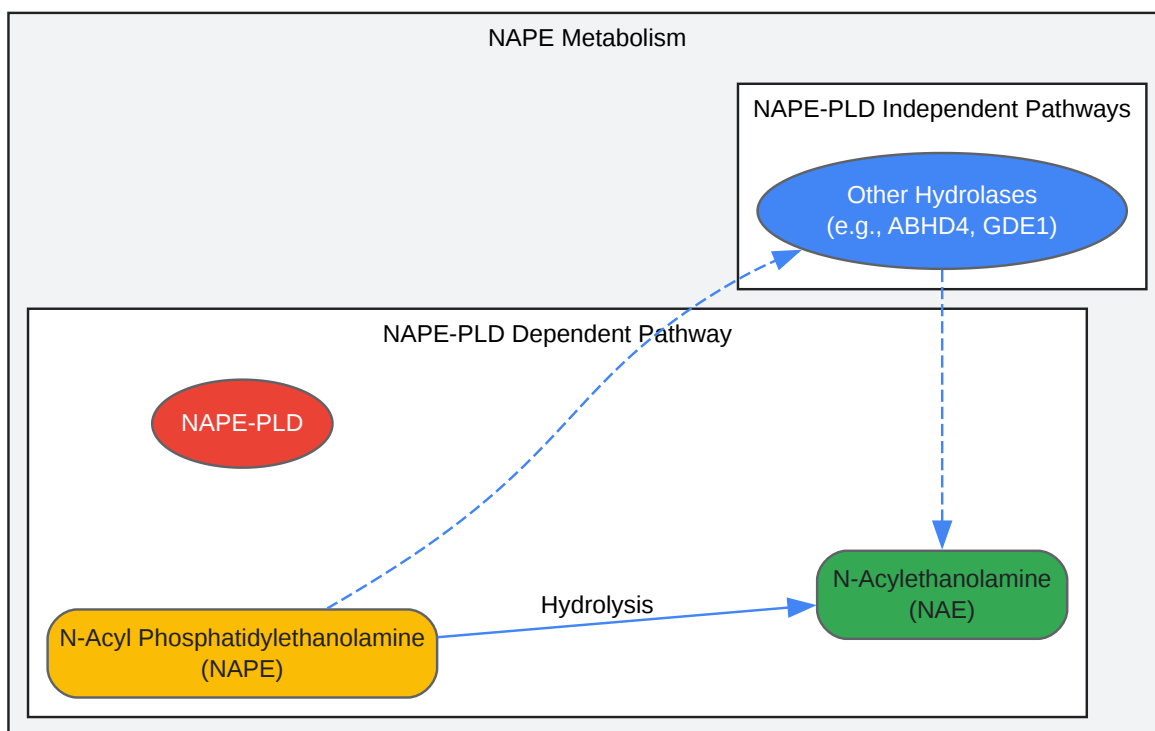 NAPE Metabolism
NAPE-PLD Independent Pathways
Other Hydrolases
(e.g., ABHD4, GDE1)
NAPE-PLD Dependent Pathway
NAPE-PLD
N-Acylethanolamine
(NAE)
Hydrolysis
N-Acyl Phosphatidylethanolamine
(NAPE)